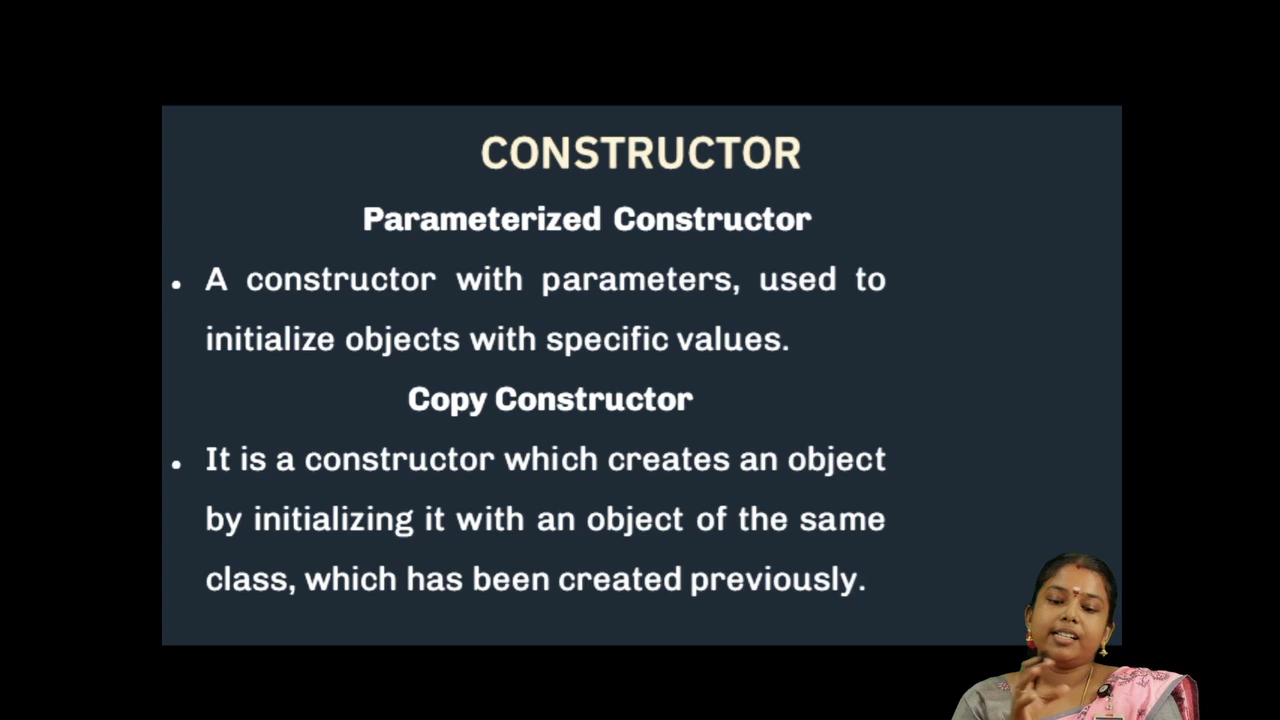 CONSTRUCTOR
Parameterized Constructor
• A constructor with parameters, used to
initialize objects with specific values.
Copy Constructor
• It is a constructor which creates an object
by initializing it with an object of the same
class, which has been created previously.